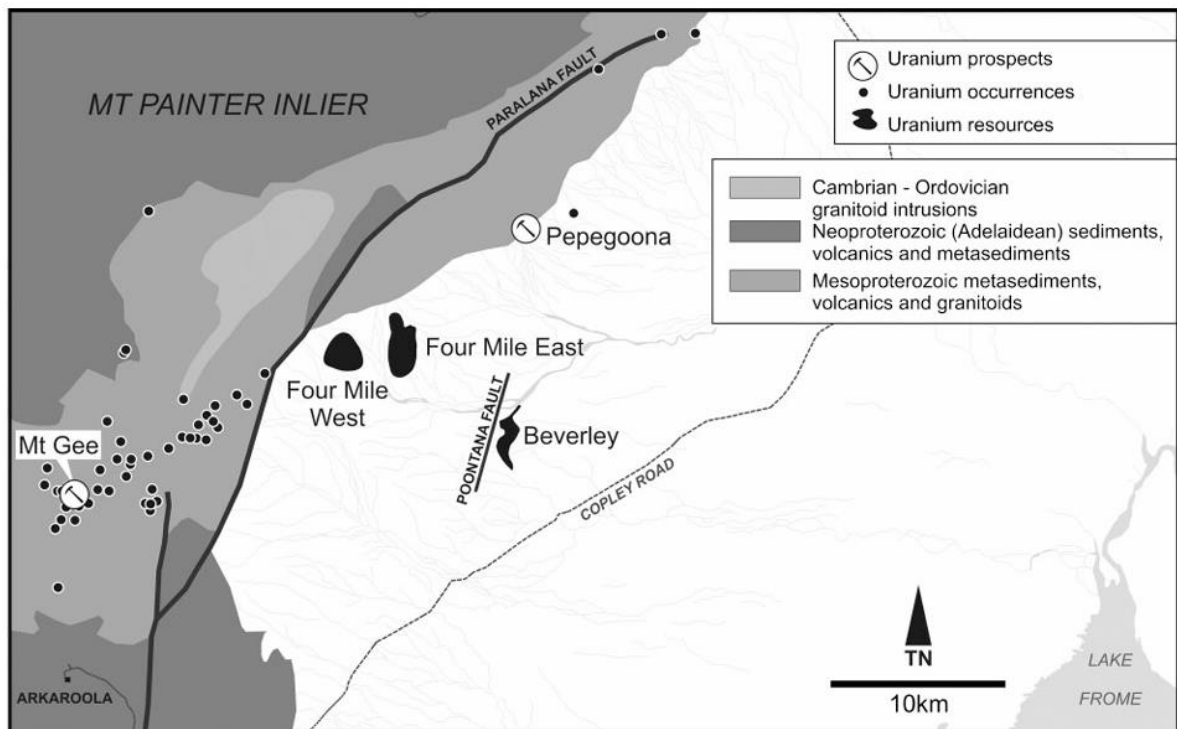 MT PAINTER INLIER
PARALANA FAULT
Uranium prospects
Uranium occurrences
Uranium resources
Cambrian - Ordovician
granitoid intrusions
Neoproterozoic (Adelaidean) sediments,
volcanics and metasediments
Mesoproterozoic metasediments,
volcanics and granitoids
Pepegoona
Four Mile East
Four Mile
West
POONTANA FAULT
Beverley
Mt Gee
COPLEY ROAD
TN
10km
ARKAROOLA
LAKE
FROME